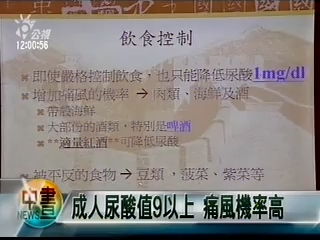 公視
12:00:56
飲食控制
即使嚴格控制飲食，也只能降低尿酸1mg/dl
增加痛風的機率 → 肉類、海鮮及酒
帶殼海鮮
大部份的酒類，特別是啤酒
**適量紅酒**可降低尿酸
被平反的食物 → 豆類、菠菜、紫菜等
中晝
NEWS
成人尿酸值9以上 痛風機率高